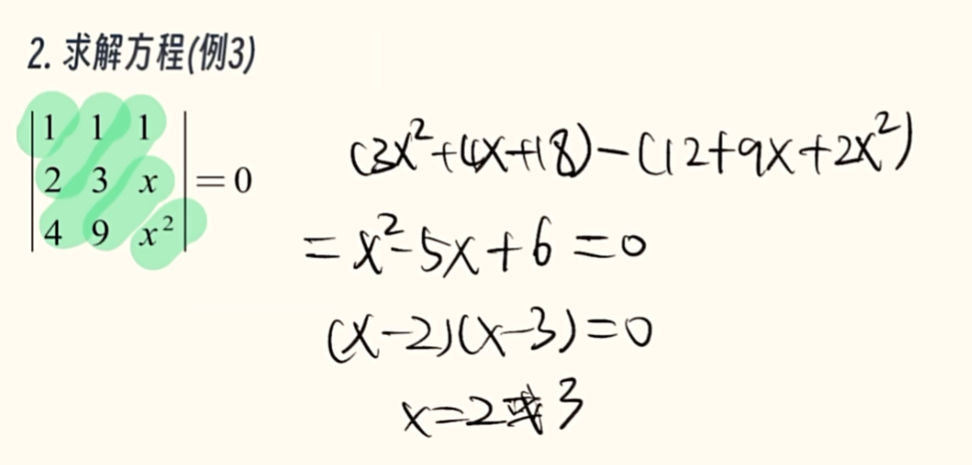 2. 求解方程(例3)
|1 1 1|
|2 3 x| = 0
|4 9 x²|
(3x²+4x+18)-(12+9x+2x²)
=x²-5x+6=0
(x-2)(x-3)=0
x=2或3